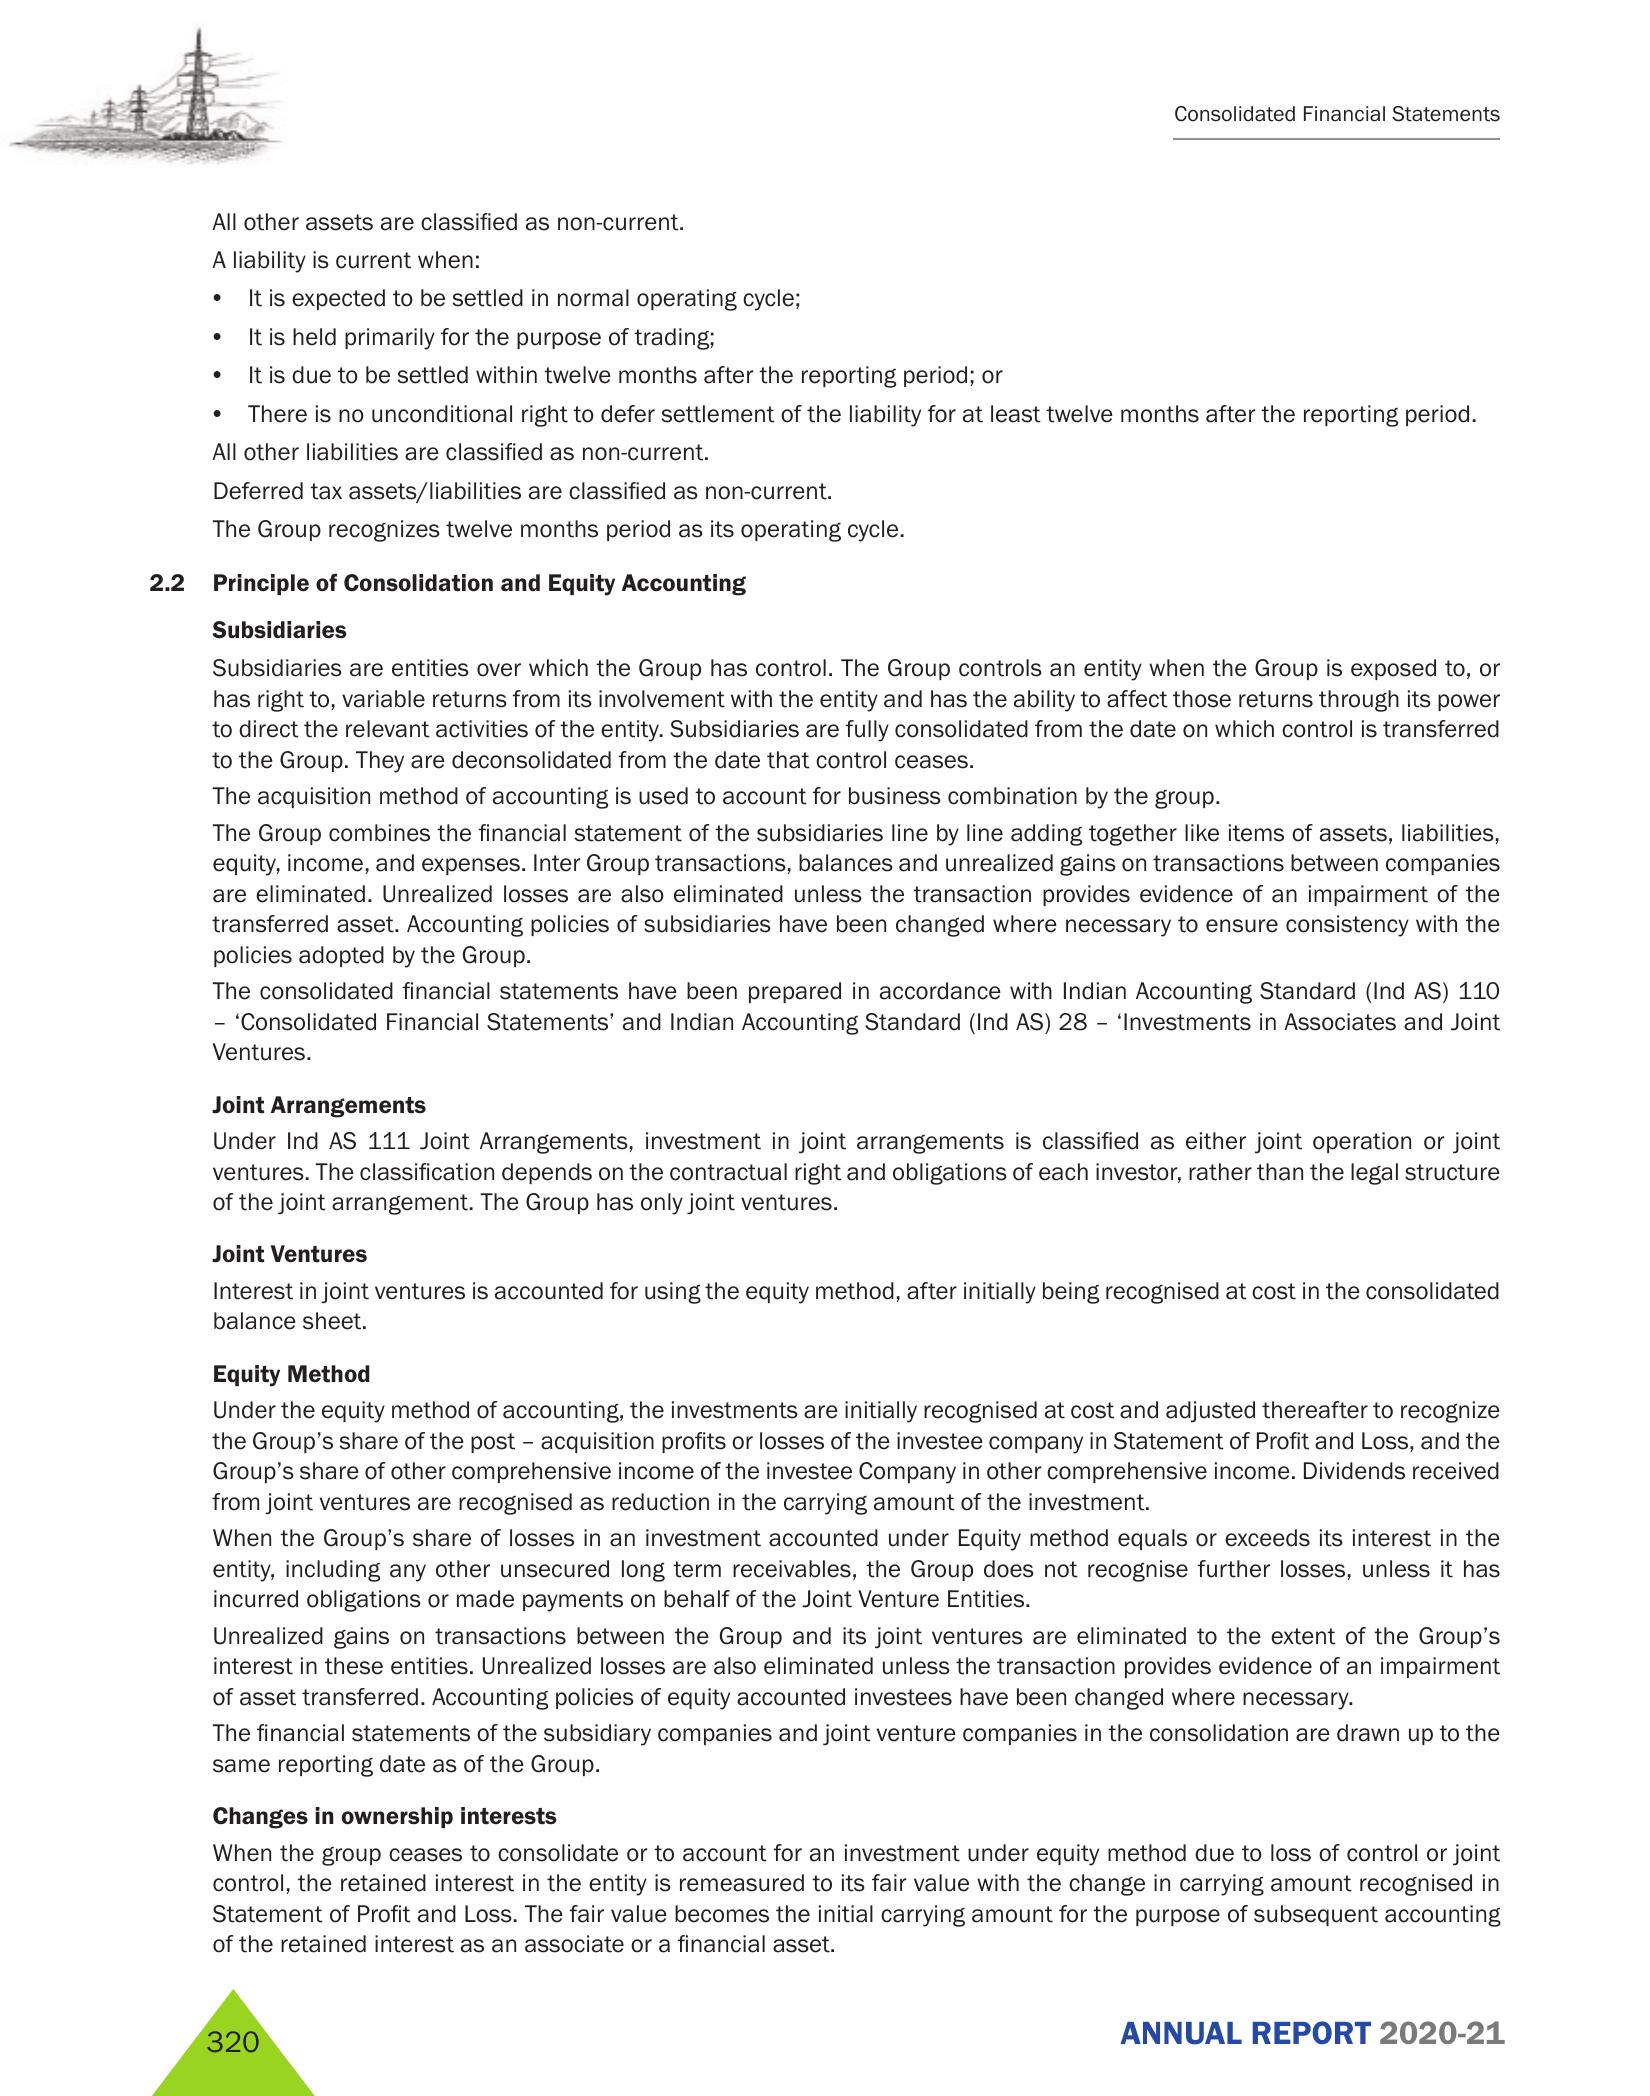 Consolidated Financial Statements
All other assets are classified as non-current.
A liability is current when:
• It is expected to be settled in normal operating cycle;
• It is held primarily for the purpose of trading;
• It is due to be settled within twelve months after the reporting period; or
• There is no unconditional right to defer settlement of the liability for at least twelve months after the reporting period.
All other liabilities are classified as non-current.
Deferred tax assets/liabilities are classified as non-current.
The Group recognizes twelve months period as its operating cycle.
2.2 Principle of Consolidation and Equity Accounting
Subsidiaries
Subsidiaries are entities over which the Group has control. The Group controls an entity when the Group is exposed to, or
has right to, variable returns from its involvement with the entity and has the ability to affect those returns through its power
to direct the relevant activities of the entity. Subsidiaries are fully consolidated from the date on which control is transferred
to the Group. They are deconsolidated from the date that control ceases.
The acquisition method of accounting is used to account for business combination by the group.
The Group combines the financial statement of the subsidiaries line by line adding together like items of assets, liabilities,
equity, income, and expenses. Inter Group transactions, balances and unrealized gains on transactions between companies
are eliminated. Unrealized losses are also eliminated unless the transaction provides evidence of an impairment of the
transferred asset. Accounting policies of subsidiaries have been changed where necessary to ensure consistency with the
policies adopted by the Group.
The consolidated financial statements have been prepared in accordance with Indian Accounting Standard (Ind AS) 110
– ‘Consolidated Financial Statements’ and Indian Accounting Standard (Ind AS) 28 – ‘Investments in Associates and Joint
Ventures.
Joint Arrangements
Under Ind AS 111 Joint Arrangements, investment in joint arrangements is classified as either joint operation or joint
ventures. The classification depends on the contractual right and obligations of each investor, rather than the legal structure
of the joint arrangement. The Group has only joint ventures.
Joint Ventures
Interest in joint ventures is accounted for using the equity method, after initially being recognised at cost in the consolidated
balance sheet.
Equity Method
Under the equity method of accounting, the investments are initially recognised at cost and adjusted thereafter to recognize
the Group’s share of the post – acquisition profits or losses of the investee company in Statement of Profit and Loss, and the
Group’s share of other comprehensive income of the investee Company in other comprehensive income. Dividends received
from joint ventures are recognised as reduction in the carrying amount of the investment.
When the Group’s share of losses in an investment accounted under Equity method equals or exceeds its interest in the
entity, including any other unsecured long term receivables, the Group does not recognise further losses, unless it has
incurred obligations or made payments on behalf of the Joint Venture Entities.
Unrealized gains on transactions between the Group and its joint ventures are eliminated to the extent of the Group’s
interest in these entities. Unrealized losses are also eliminated unless the transaction provides evidence of an impairment
of asset transferred. Accounting policies of equity accounted investees have been changed where necessary.
The financial statements of the subsidiary companies and joint venture companies in the consolidation are drawn up to the
same reporting date as of the Group.
Changes in ownership interests
When the group ceases to consolidate or to account for an investment under equity method due to loss of control or joint
control, the retained interest in the entity is remeasured to its fair value with the change in carrying amount recognised in
Statement of Profit and Loss. The fair value becomes the initial carrying amount for the purpose of subsequent accounting
of the retained interest as an associate or a financial asset.
320
ANNUAL REPORT 2020-21